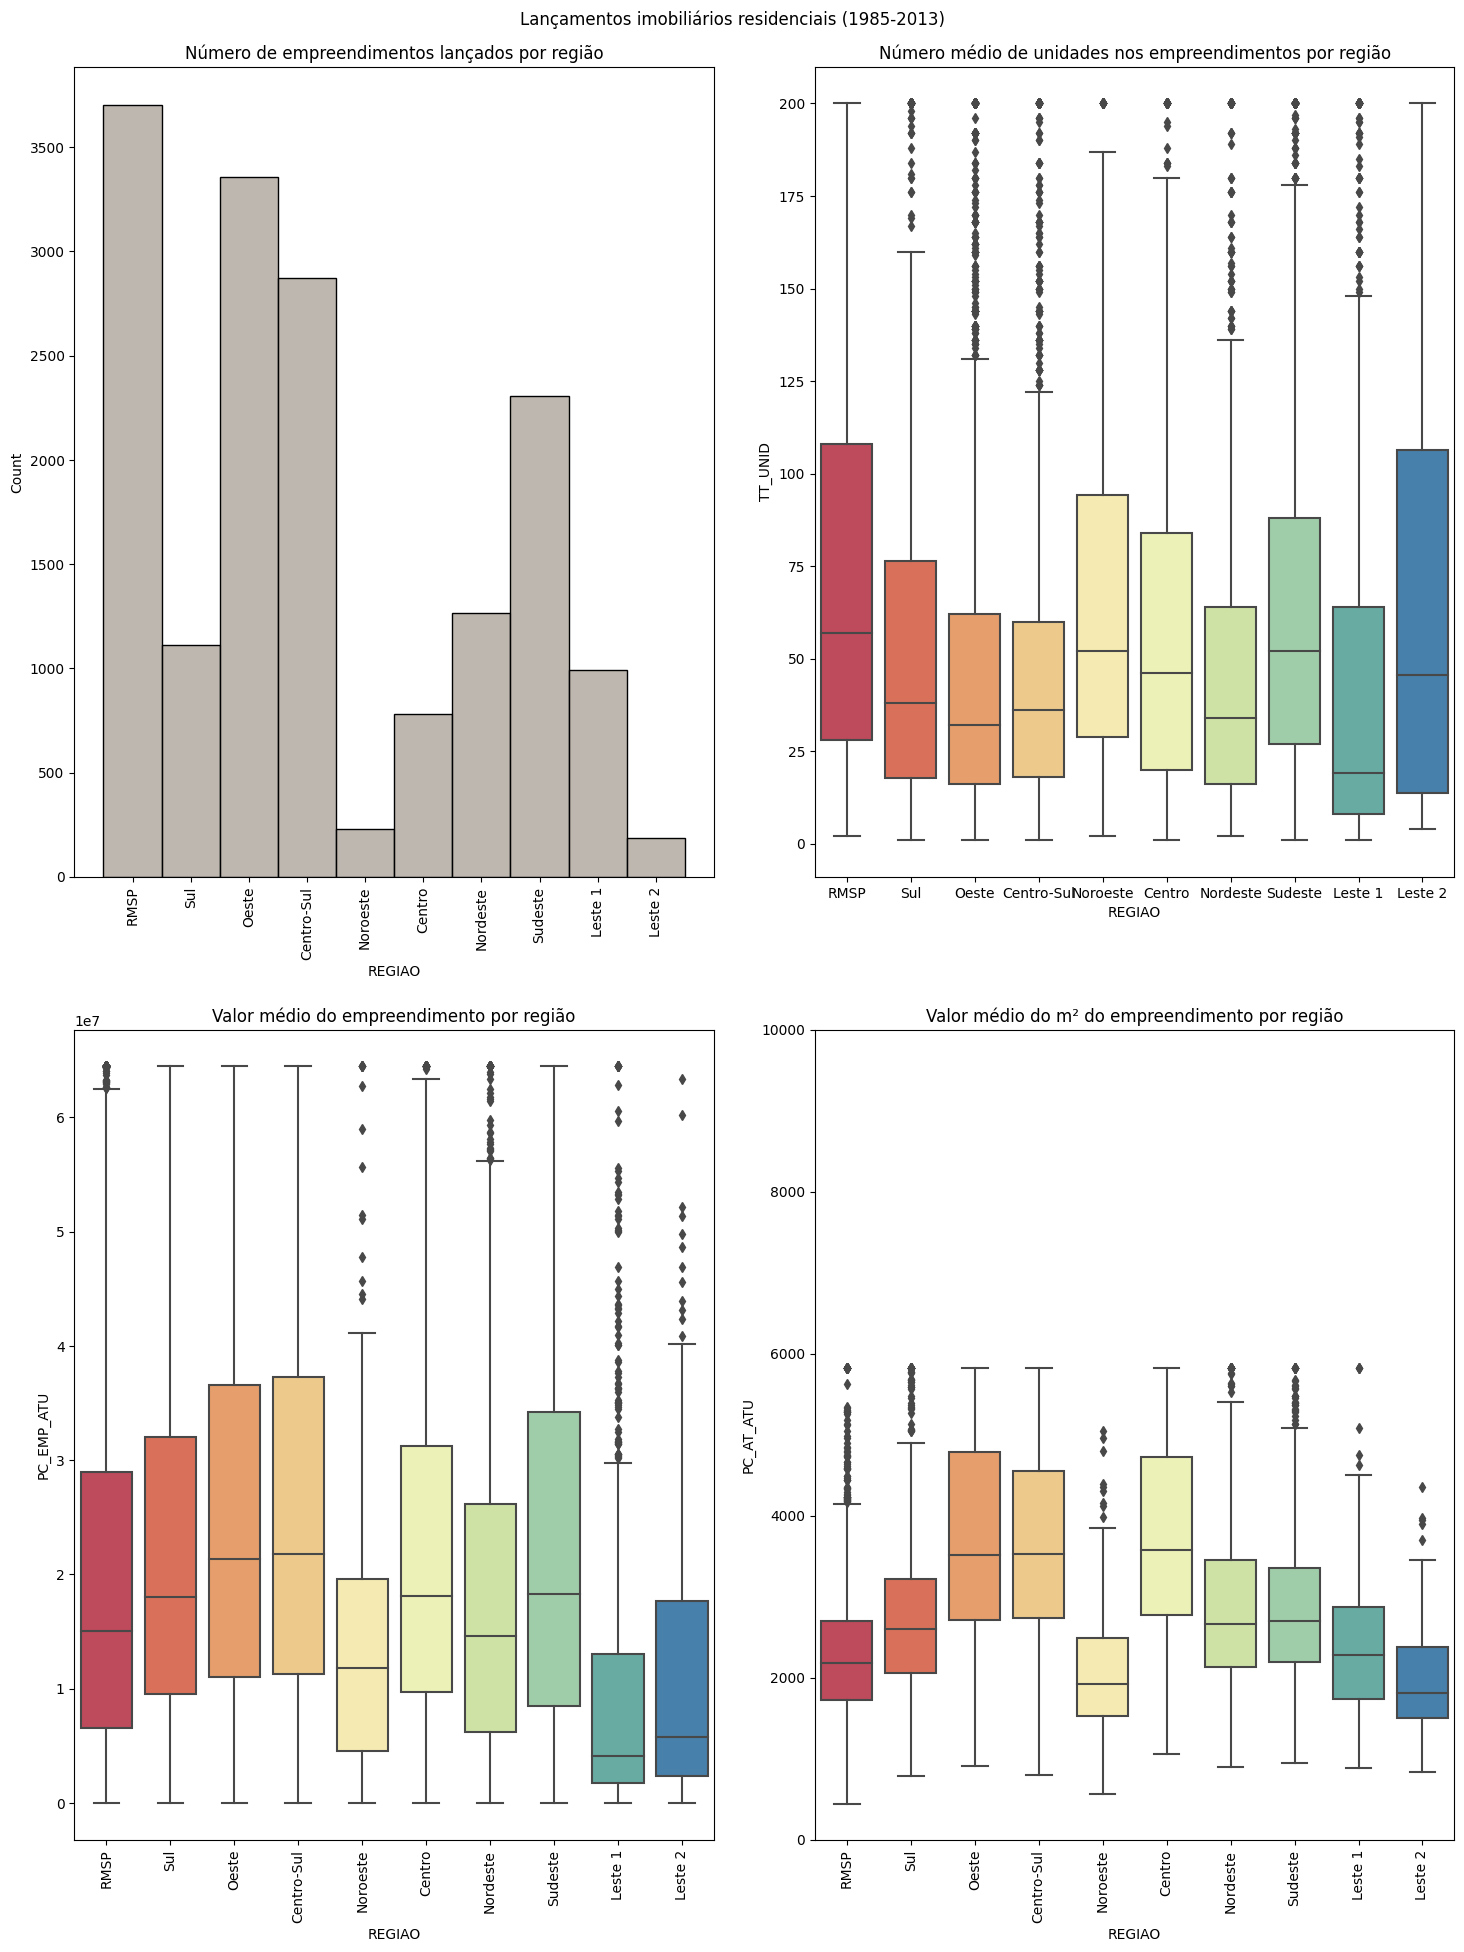 Lançamentos imobiliários residenciais (1985-2013)
Número de empreendimentos lançados por região
Count
3500
3000
2500
2000
1500
1000
500
0
RMSP
Sul
Oeste
Centro-Sul
Noroeste
Centro
Nordeste
Sudeste
Leste 1
Leste 2
REGIAO
Número médio de unidades nos empreendimentos por região
TT_UNID
200
175
150
125
100
75
50
25
0
RMSP
Sul
Oeste
Centro-Sul
Noroeste
Centro
Nordeste
Sudeste
Leste 1
Leste 2
REGIAO
Valor médio do empreendimento por região
1e7
PC_EMP_ATU
6
5
4
3
2
1
0
RMSP
Sul
Oeste
Centro-Sul
Noroeste
Centro
Nordeste
Sudeste
Leste 1
Leste 2
REGIAO
Valor médio do m² do empreendimento por região
PC_AT_ATU
10000
8000
6000
4000
2000
0
RMSP
Sul
Oeste
Centro-Sul
Noroeste
Centro
Nordeste
Sudeste
Leste 1
Leste 2
REGIAO